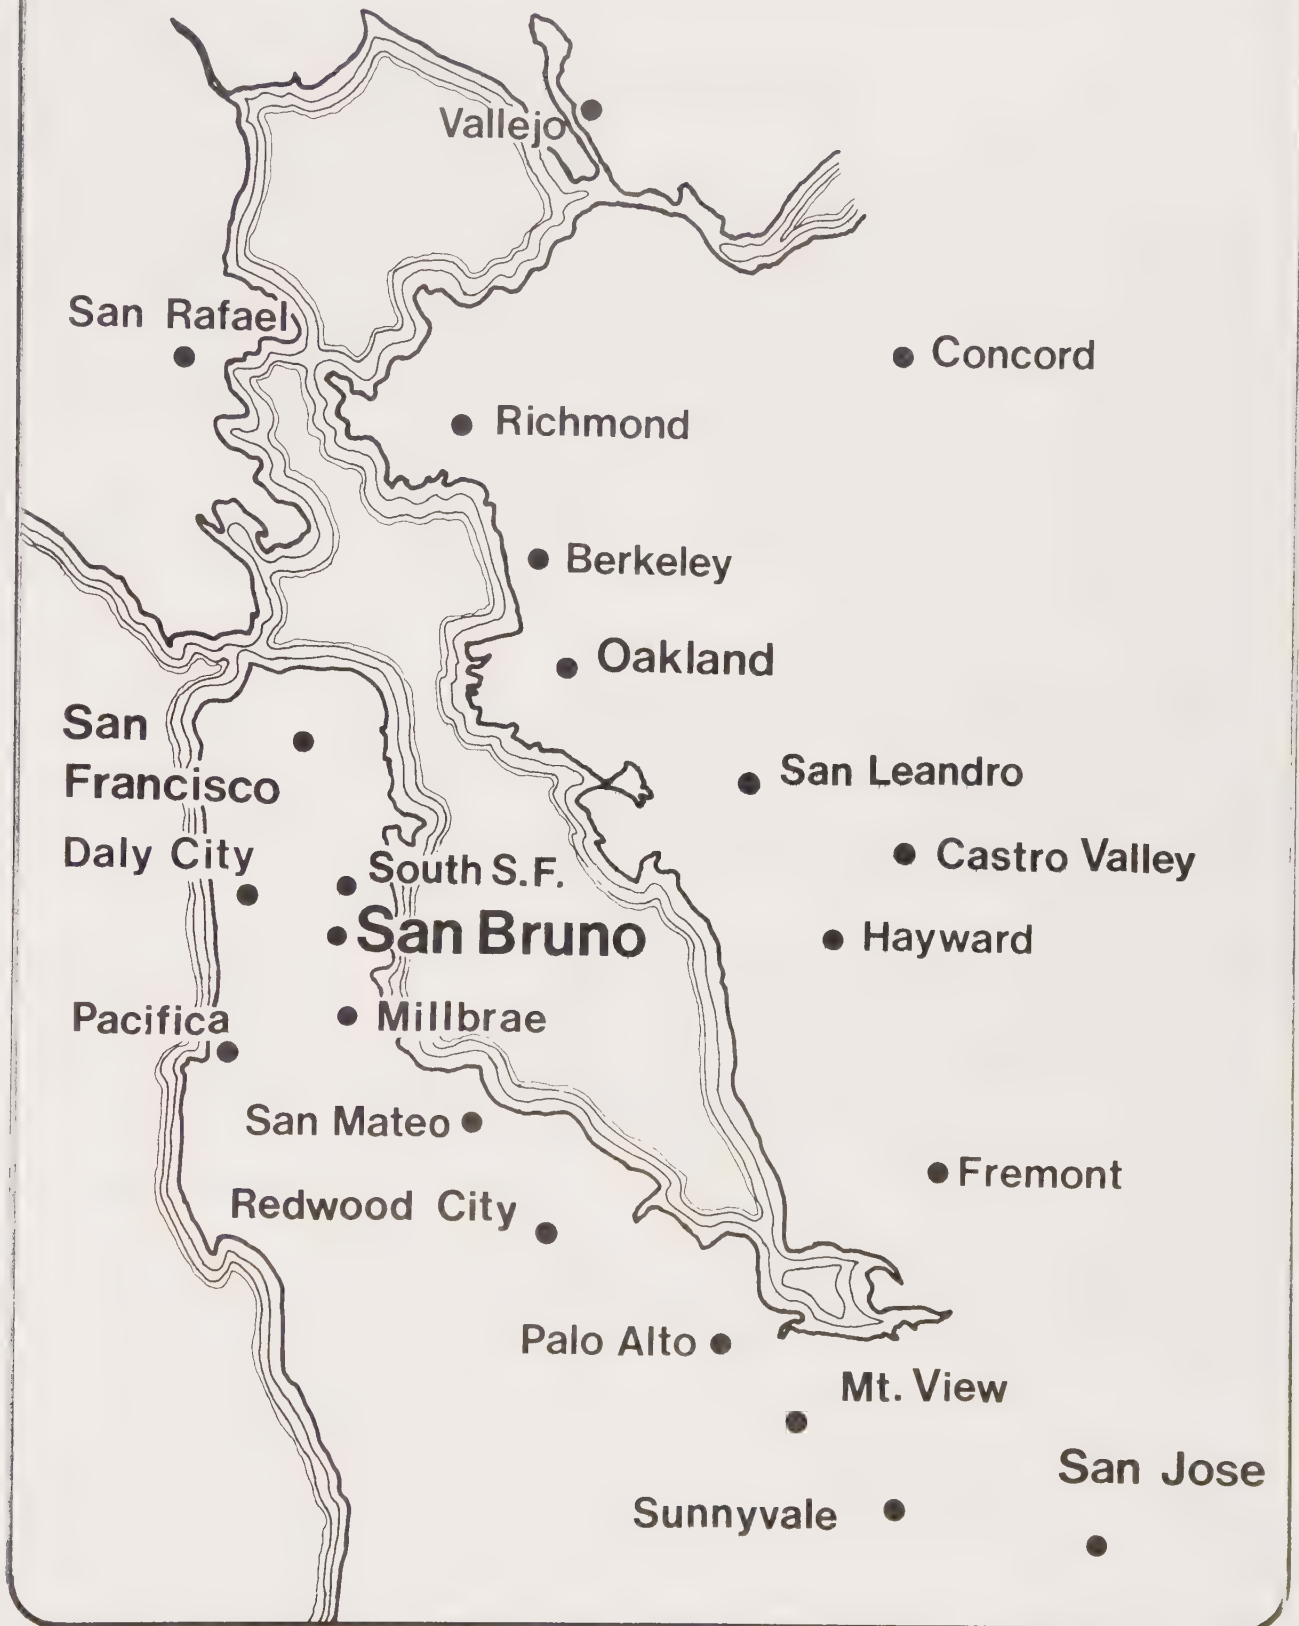 Vallejo
San Rafael
Concord
Richmond
Berkeley
Oakland
San
Francisco
San Leandro
Daly City
South S.F.
Castro Valley
San Bruno
Hayward
Pacifica
Millbrae
San Mateo
Fremont
Redwood City
Palo Alto
Mt. View
San Jose
Sunnyvale